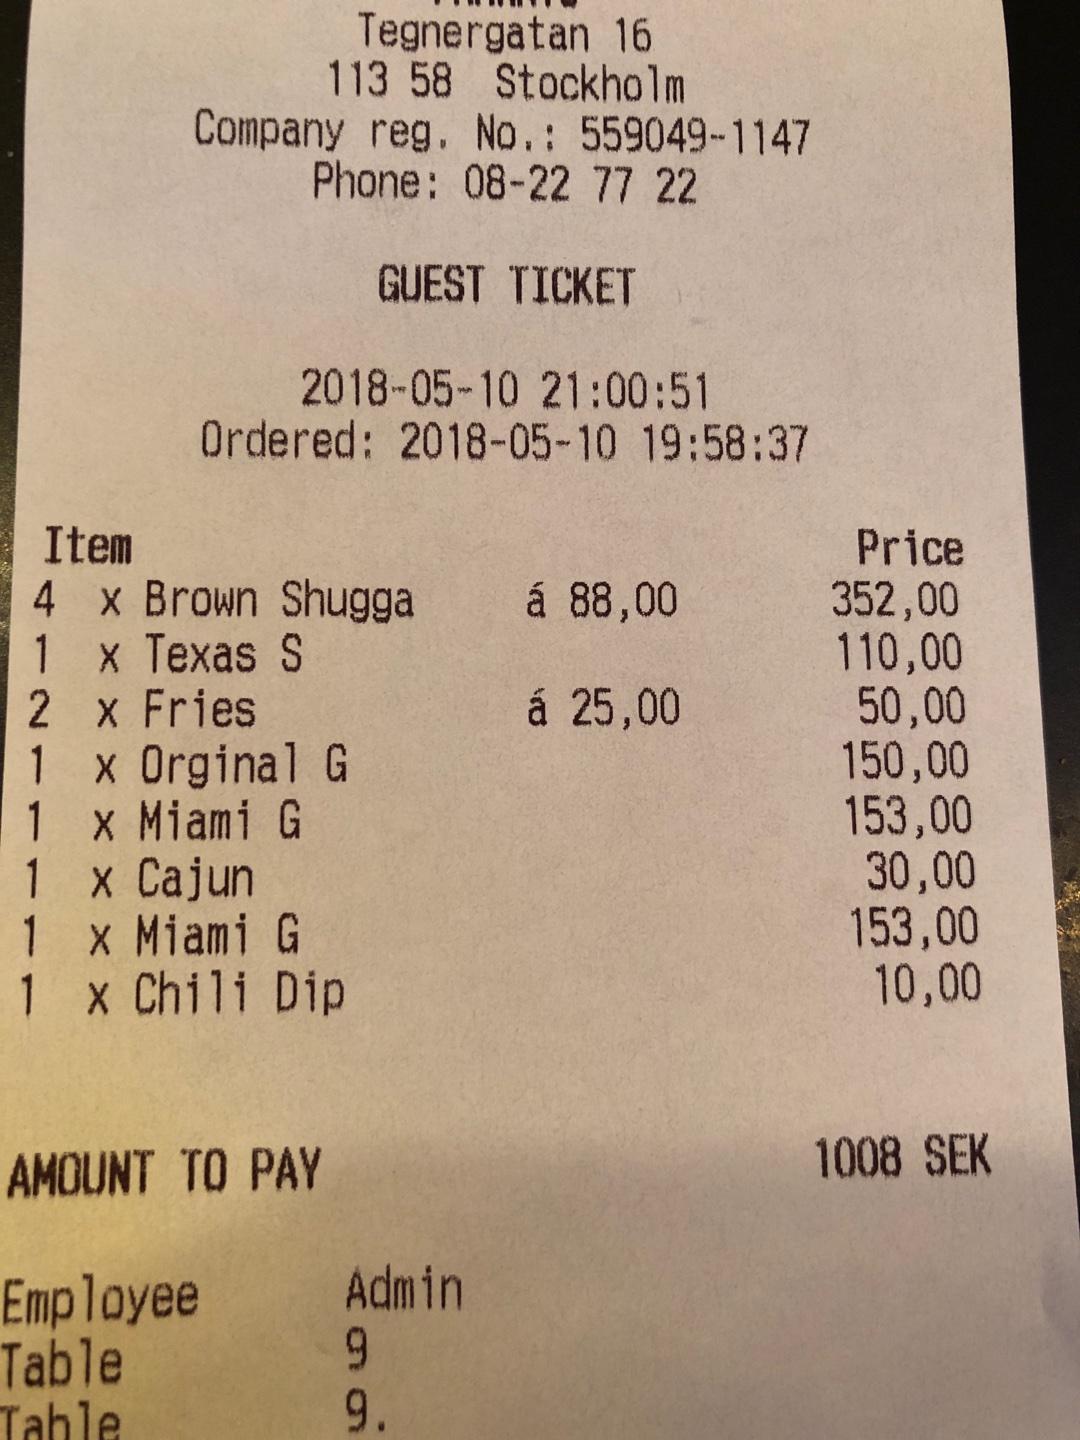 Tegnergatan 16
113 58 Stockholm
Company reg. No.: 559049-1147
Phone: 08-22 77 22
GUEST TICKET
2018-05-10 21:00:51
Ordered: 2018-05-10 19:58:37
Item Price
4 x Brown Shugga á 88,00 352,00
1 x Texas S 110,00
2 x Fries á 25,00 50,00
1 x Orginal G 150,00
1 x Miami G 153,00
1 x Cajun 30,00
1 x Miami G 153,00
1 x Chili Dip 10,00
AMOUNT TO PAY 1008 SEK
Employee Admin
Table 9
Table 9.